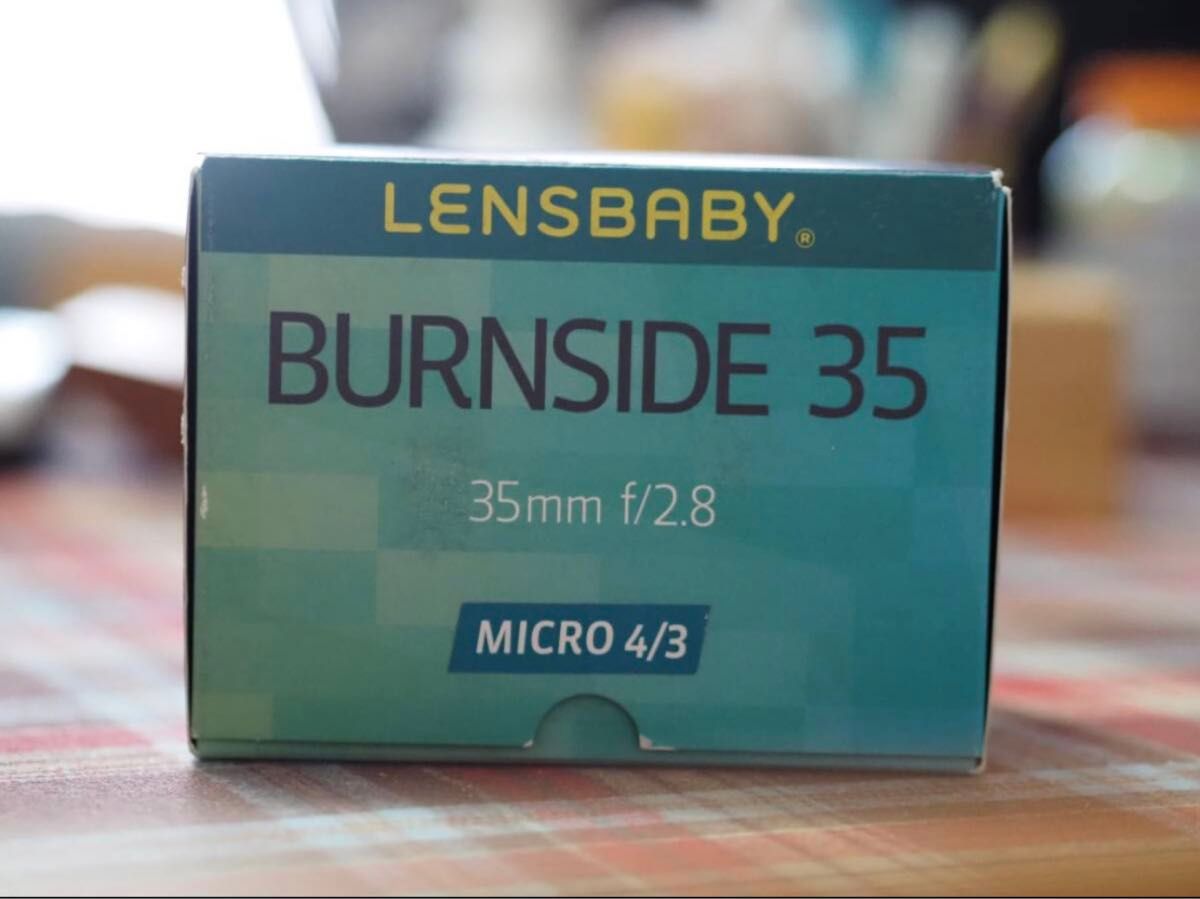 LENSBABY®
BURNSIDE 35
35mm f/2.8
MICRO 4/3